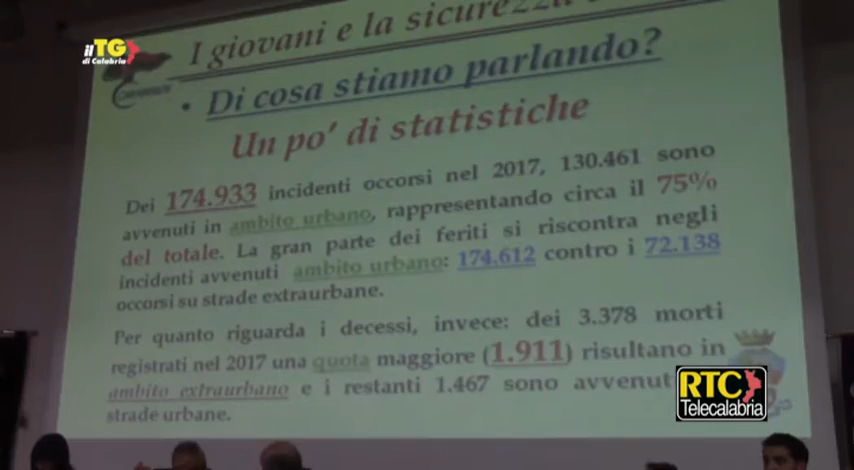 il TG
di Calabria
I giovani e la sicurezza
• Di cosa stiamo parlando?
Un po' di statistiche
Dei 174.933 incidenti occorsi nel 2017, 130.461 sono
avvenuti in ambito urbano, rappresentando circa il 75%
del totale. La gran parte dei feriti si riscontra negli
incidenti avvenuti ambito urbano: 174.612 contro i 72.138
occorsi su strade extraurbane.
Per quanto riguarda i decessi, invece: dei 3.378 morti
registrati nel 2017 una quota maggiore (1.911) risultano in
ambito extraurbano e i restanti 1.467 sono avvenut
strade urbane.
RTC
Telecalabria